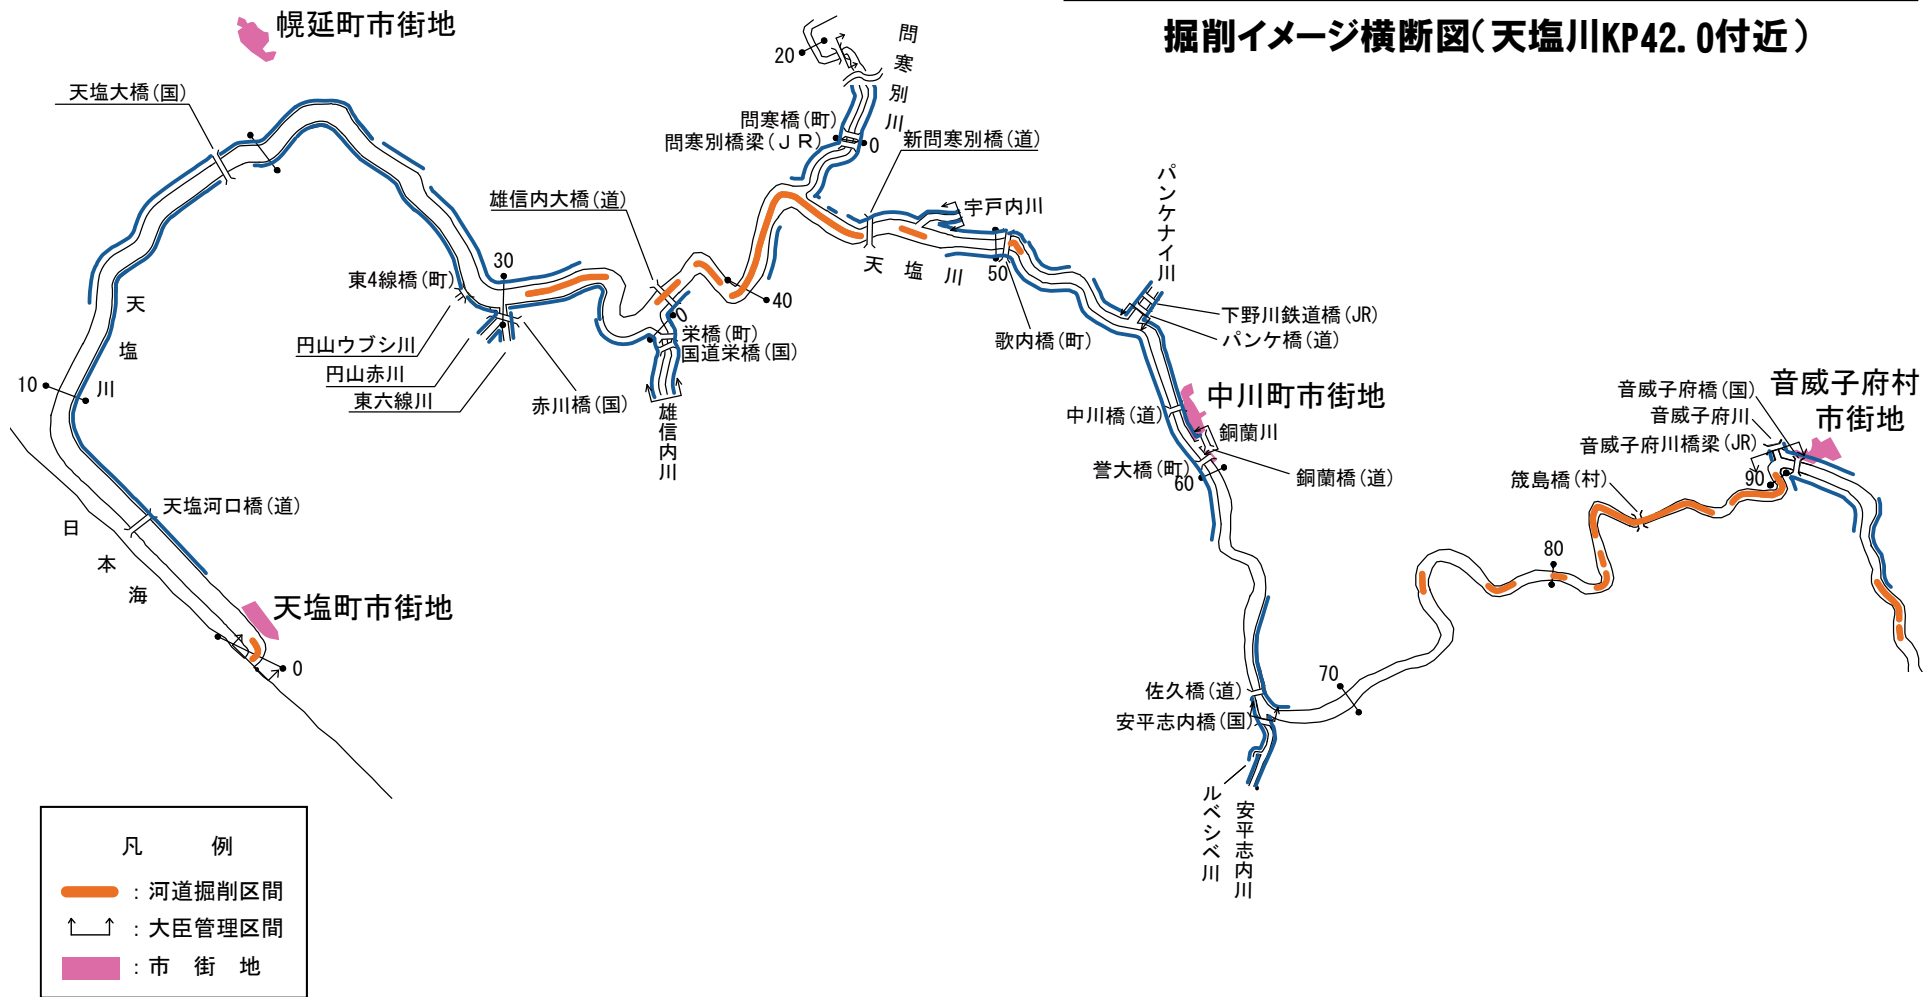 掘削イメージ横断図(天塩川KP42.0付近)
幌延町市街地
天塩大橋(国)
20
問寒別川
問寒橋(町)
問寒別橋梁(JR)
0
新問寒別橋(道)
雄信内大橋(道)
宇戸内川
パンケナイ川
天塩川
50
30
東4線橋(町)
40
0
下野川鉄道橋(JR)
パンケ橋(道)
歌内橋(町)
天塩川
円山ウブシ川
円山赤川
東六線川
赤川橋(国)
栄橋(町)
国道栄橋(国)
雄信内川
10
中川町市街地
中川橋(道)
銅蘭川
誉大橋(町)
60
銅蘭橋(道)
音威子府村
市街地
音威子府橋(国)
音威子府川
音威子府川橋梁(JR)
筬島橋(村)
90
80
天塩河口橋(道)
日本海
天塩町市街地
0
70
佐久橋(道)
安平志内橋(国)
ルベシベ川
安平志内川
凡 例
:河道掘削区間
:大臣管理区間
:市 街 地